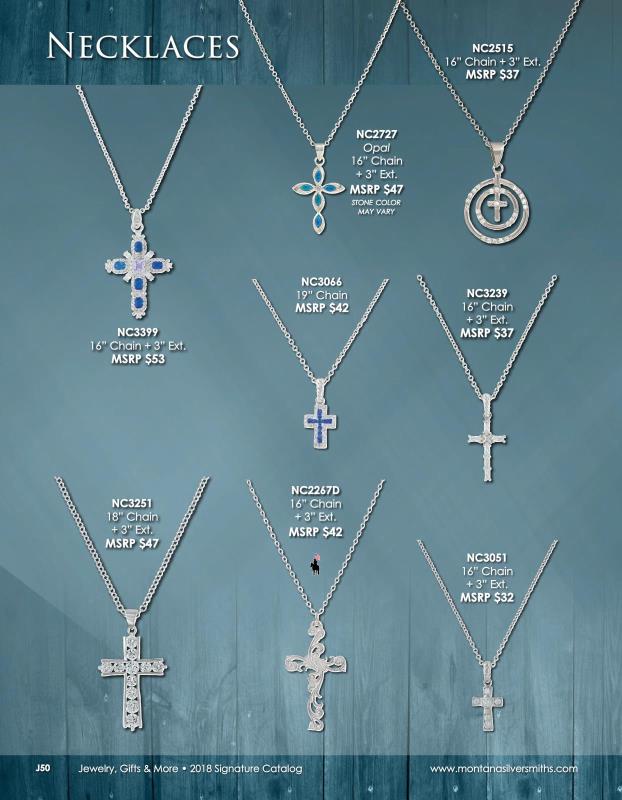 NECKLACES
NC2515
16” Chain + 3” Ext.
MSRP $37
NC2727
Opal
16” Chain
+ 3” Ext.
MSRP $47
STONE COLOR
MAY VARY
NC3399
16” Chain + 3” Ext.
MSRP $53
NC3066
19” Chain
MSRP $42
NC3239
16” Chain
+ 3” Ext.
MSRP $37
NC3251
18” Chain
+ 3” Ext.
MSRP $47
NC2267D
16” Chain
+ 3” Ext.
MSRP $42
NC3051
16” Chain
+ 3” Ext.
MSRP $32
J50 Jewelry, Gifts & More • 2018 Signature Catalog www.montanasilversmiths.com